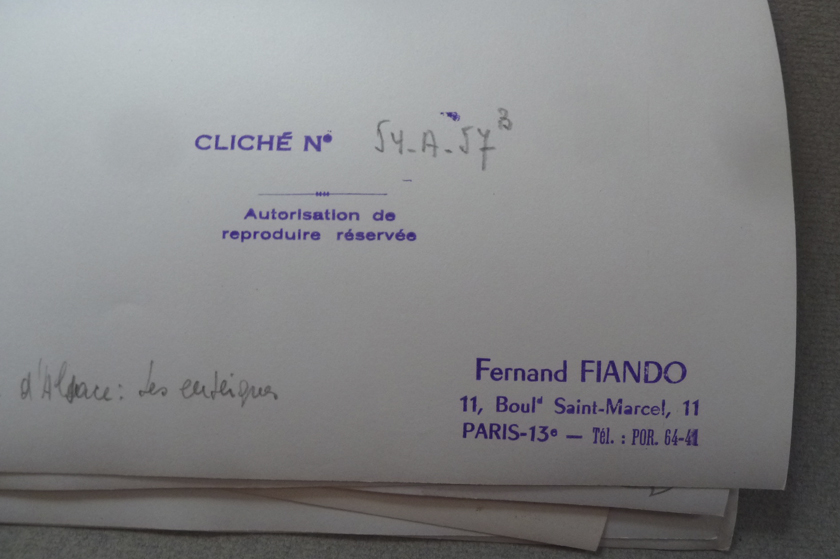 CLICHÉ N° 54-A-57 B
Autorisation de
reproduire réservée
d'Alsace: Les enseignes
Fernand FIANDO
11, Boulᵈ Saint-Marcel, 11
PARIS-13ᵉ — Tél. : POR. 64-41